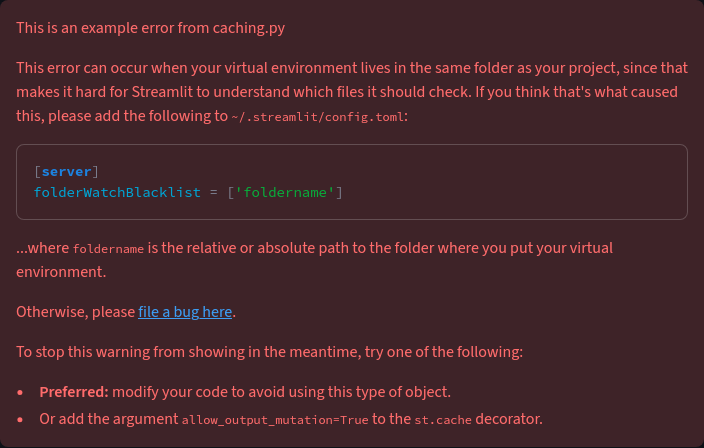 This is an example error from caching.py
This error can occur when your virtual environment lives in the same folder as your project, since that
makes it hard for Streamlit to understand which files it should check. If you think that's what caused
this, please add the following to ~/.streamlit/config.toml:
[server]
folderWatchBlacklist = ['foldername']
...where foldername is the relative or absolute path to the folder where you put your virtual
environment.
Otherwise, please file a bug here.
To stop this warning from showing in the meantime, try one of the following:
• Preferred: modify your code to avoid using this type of object.
• Or add the argument allow_output_mutation=True to the st.cache decorator.